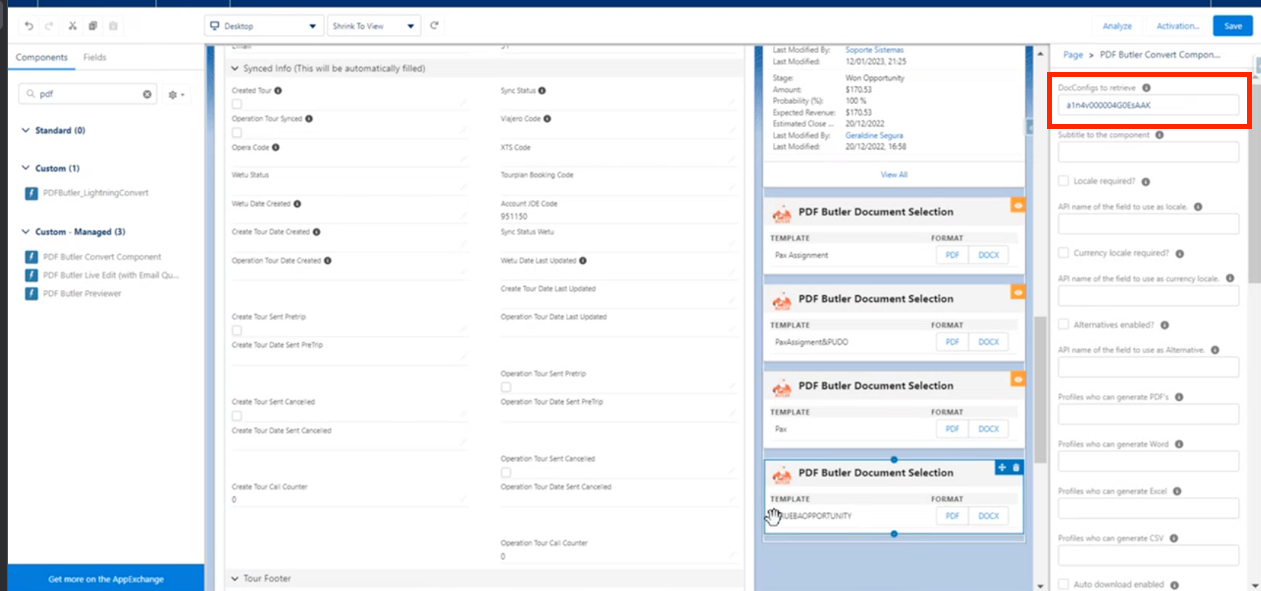 Desktop
Shrink To View
Analyze
Activation...
Save
Components
Fields
pdf
Standard (0)
Custom (1)
PDFButler_LightningConvert
Custom - Managed (3)
PDF Butler Convert Component
PDF Butler Live Edit (with Email Qu...
PDF Butler Previewer
Get more on the AppExchange
Synced Info (This will be automatically filled)
Created Tour
Sync Status
Operation Tour Synced
Viajero Code
Opera Code
XTS Code
Wetu Status
Tourplan Booking Code
Wetu Date Created
Account JDE Code
951150
Create Tour Date Created
Sync Status Wetu
Operation Tour Date Created
Wetu Date Last Updated
Create Tour Date Last Updated
Create Tour Sent Pretrip
Operation Tour Date Last Updated
Create Tour Date Sent PreTrip
Operation Tour Sent Pretrip
Create Tour Sent Cancelled
Operation Tour Date Sent PreTrip
Create Tour Date Sent Cancelled
Operation Tour Sent Cancelled
Create Tour Call Counter
0
Operation Tour Date Sent Cancelled
Operation Tour Call Counter
0
Tour Footer
Last Modified By: Soporte Sistemas
Last Modified: 12/01/2023, 21:25
Stage: Won Opportunity
Amount: $170.53
Probability (%): 100 %
Expected Revenue: $170.53
Estimated Close ... 20/12/2022
Last Modified By: Geraldine Segura
Last Modified: 20/12/2022, 16:58
View All
PDF Butler Document Selection
TEMPLATE FORMAT
Pax Assignment PDF DOCX
PDF Butler Document Selection
TEMPLATE FORMAT
PaxAssigment&PUDO PDF DOCX
PDF Butler Document Selection
TEMPLATE FORMAT
Pax PDF DOCX
PDF Butler Document Selection
TEMPLATE FORMAT
PDF DOCX
Page > PDF Butler Convert Compon...
DocConfigs to retrieve
a1n4v000004G0EsAAK
Subtitle to the component
Locale required?
API name of the field to use as locale.
Currency locale required?
API name of the field to use as currency locale.
Alternatives enabled?
API name of the field to use as Alternative.
Profiles who can generate PDF's
Profiles who can generate Word
Profiles who can generate Excel
Profiles who can generate CSV
Auto download enabled